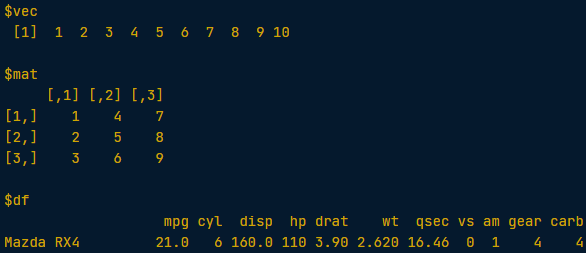 $vec
 [1]  1  2  3  4  5  6  7  8  9 10
$mat
     [,1] [,2] [,3]
[1,]    1    4    7
[2,]    2    5    8
[3,]    3    6    9
$df
                   mpg cyl  disp  hp drat    wt  qsec vs am gear carb
Mazda RX4         21.0   6 160.0 110 3.90 2.620 16.46  0  1    4    4